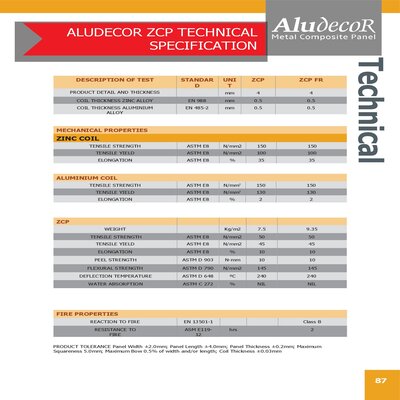 ALUDECOR ZCP TECHNICAL
SPECIFICATION
AludecoR
Metal Composite Panel
Technical
DESCRIPTION OF TEST STANDAR D UNI T ZCP ZCP FR
PRODUCT DETAIL AND THICKNESS mm 4 4
COIL THICKNESS ZINC ALLOY EN 988 mm 0.5 0.5
COIL THICKNESS ALUMINIUM ALLOY EN 485-2 mm 0.5 0.5
MECHANICAL PROPERTIES
ZINC COIL
TENSILE STRENGTH ASTM E8 N/mm2 150 150
TENSILE YIELD ASTM E8 N/mm2 100 100
ELONGATION ASTM E8 % 35 35
ALUMINIUM COIL
TENSILE STRENGTH ASTM E8 N/mm² 150 150
TENSILE YIELD ASTM E8 N/mm² 130 130
ELONGATION ASTM E8 % 2 2
ZCP
WEIGHT Kg/m2 7.5 9.35
TENSILE STRENGTH ASTM E8 N/mm2 50 50
TENSILE YIELD ASTM E8 N/mm2 45 45
ELONGATION ASTM E8 % 10 10
PEEL STRENGTH ASTM D 903 N-mm 10 10
FLEXURAL STRENGTH ASTM D 790 N/mm2 145 145
DEFLECTION TEMPERATURE ASTM D 648 ºC 240 240
WATER ABSORPTION ASTM C 272 % NIL NIL
FIRE PROPERTIES
REACTION TO FIRE EN 13501-1 Class B
RESISTANCE TO FIRE ASM E119-12 hrs 2
PRODUCT TOLERANCE Panel Width ±2.0mm; Panel Length ±4.0mm; Panel Thickness ±0.2mm; Maximum
Squareness 5.0mm; Maximum Bow 0.5% of width and/or length; Coil Thickness ±0.03mm
87